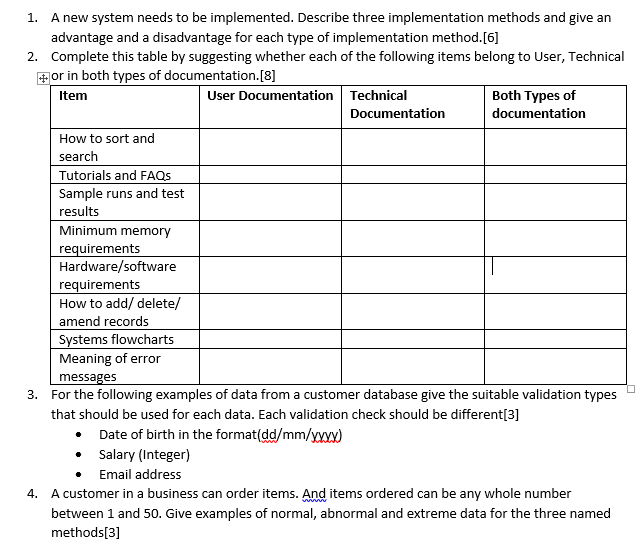 1. A new system needs to be implemented. Describe three implementation methods and give an
advantage and a disadvantage for each type of implementation method.[6]
2. Complete this table by suggesting whether each of the following items belong to User, Technical
or in both types of documentation.[8]
Item User Documentation Technical Both Types of
Documentation documentation
How to sort and
search
Tutorials and FAQs
Sample runs and test
results
Minimum memory
requirements
Hardware/software
requirements
How to add/ delete/
amend records
Systems flowcharts
Meaning of error
messages
3. For the following examples of data from a customer database give the suitable validation types
that should be used for each data. Each validation check should be different[3]
• Date of birth in the format(dd/mm/yyyy)
• Salary (Integer)
• Email address
4. A customer in a business can order items. And items ordered can be any whole number
between 1 and 50. Give examples of normal, abnormal and extreme data for the three named
methods[3]